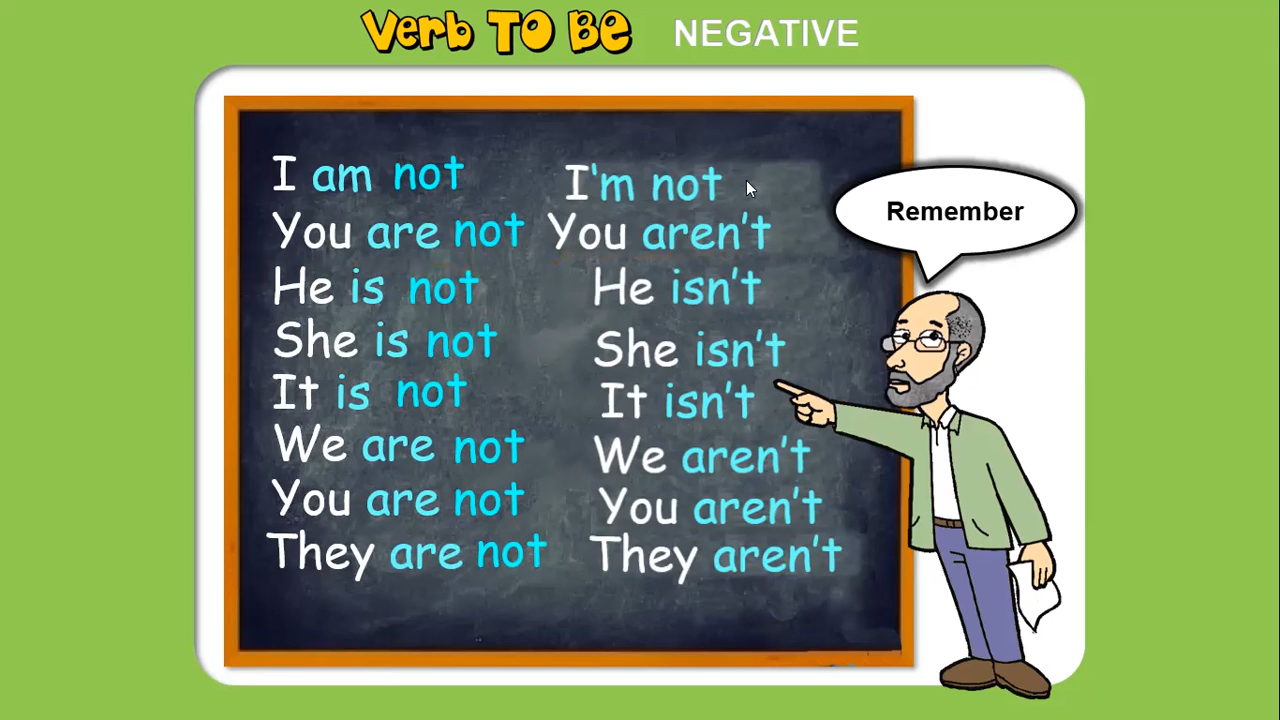 Verb TO BE NEGATIVE
I am not I'm not
You are not You aren't
He is not He isn't
She is not She isn't
It is not It isn't
We are not We aren't
You are not You aren't
They are not They aren't
Remember